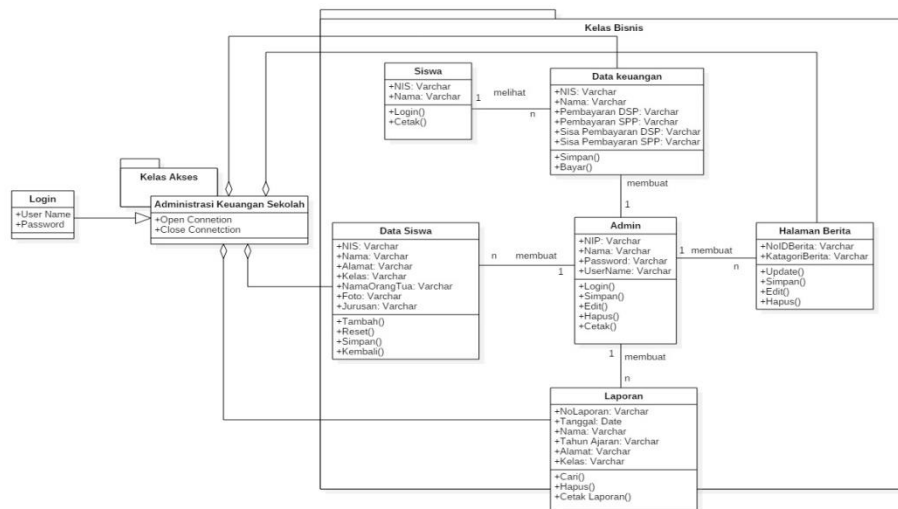 Kelas Bisnis
Siswa
+NIS: Varchar
+Nama: Varchar
+Login()
+Cetak()
melihat
1
n
Data keuangan
+NIS: Varchar
+Nama: Varchar
+Pembayaran DSP: Varchar
+Pembayaran SPP: Varchar
+Sisa Pembayaran DSP: Varchar
+Sisa Pembayaran SPP: Varchar
+Simpan()
+Bayar()
membuat
1
Kelas Akses
Login
+User Name
+Password
Administrasi Keuangan Sekolah
+Open Connetion
+Close Connetction
Data Siswa
+NIS: Varchar
+Nama: Varchar
+Alamat: Varchar
+Kelas: Varchar
+NamaOrangTua: Varchar
+Foto: Varchar
+Jurusan: Varchar
+Tambah()
+Reset()
+Simpan()
+Kembali()
n
membuat
1
Admin
+NIP: Varchar
+Nama: Varchar
+Password: Varchar
+UserName: Varchar
+Login()
+Simpan()
+Edit()
+Hapus()
+Cetak()
1
membuat
n
Halaman Berita
+NoIDBerita: Varchar
+KatagoriBerita: Varchar
+Update()
+Simpan()
+Edit()
+Hapus()
1
membuat
n
Laporan
+NoLaporan: Varchar
+Tanggal: Date
+Nama: Varchar
+Tahun Ajaran: Varchar
+Alamat: Varchar
+Kelas: Varchar
+Cari()
+Hapus()
+Cetak Laporan()